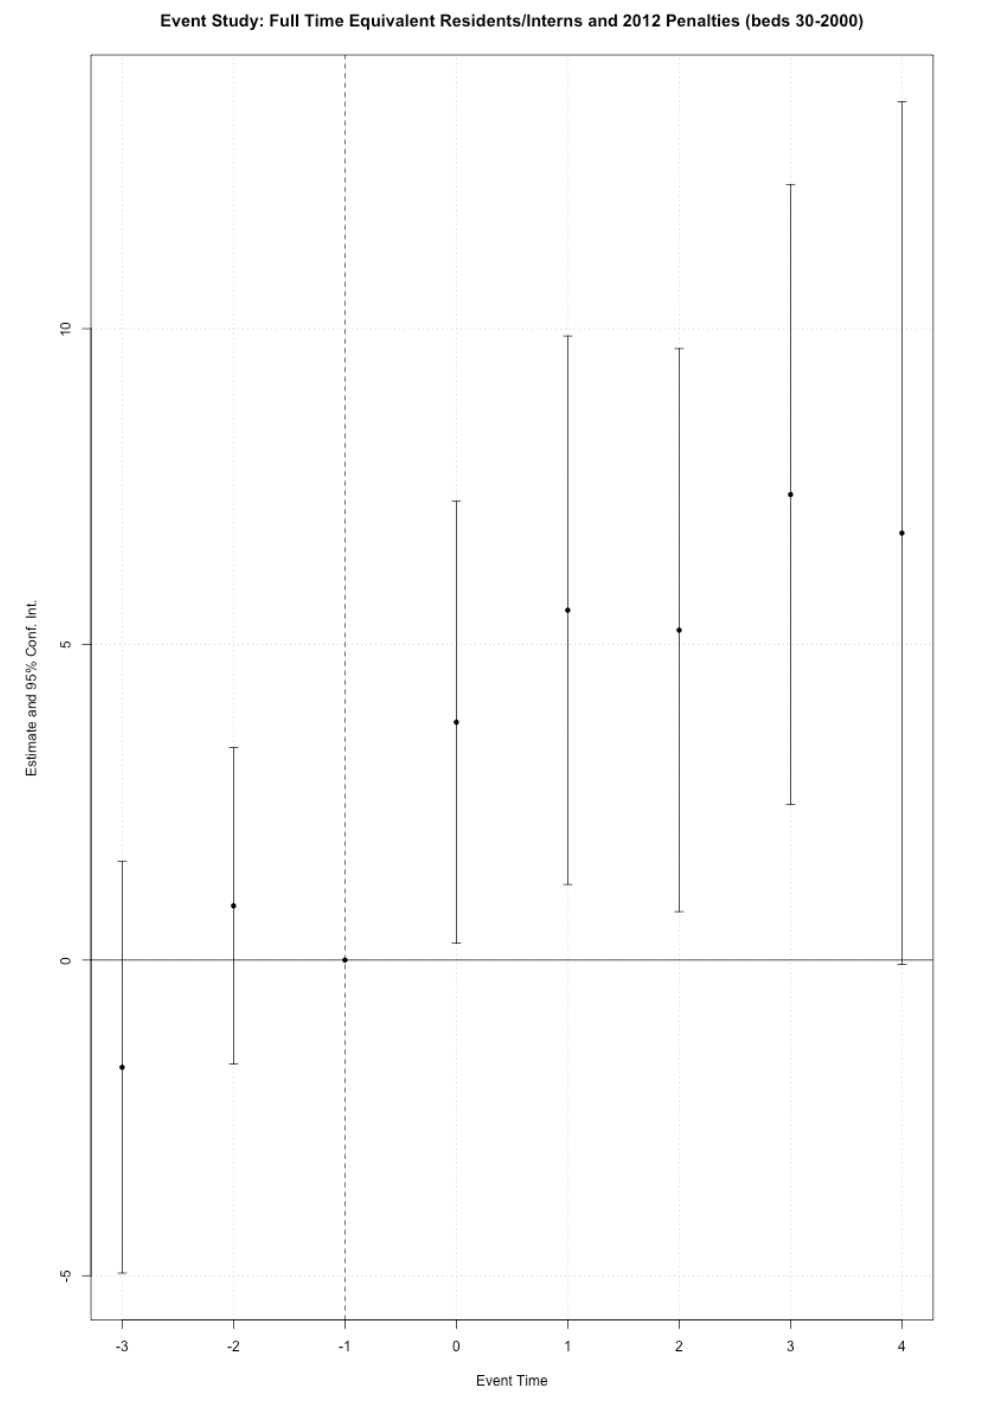 Event Study: Full Time Equivalent Residents/Interns and 2012 Penalties (beds 30-2000)
Estimate and 95% Conf. Int.
10
5
0
-5
-3 -2 -1 0 1 2 3 4
Event Time